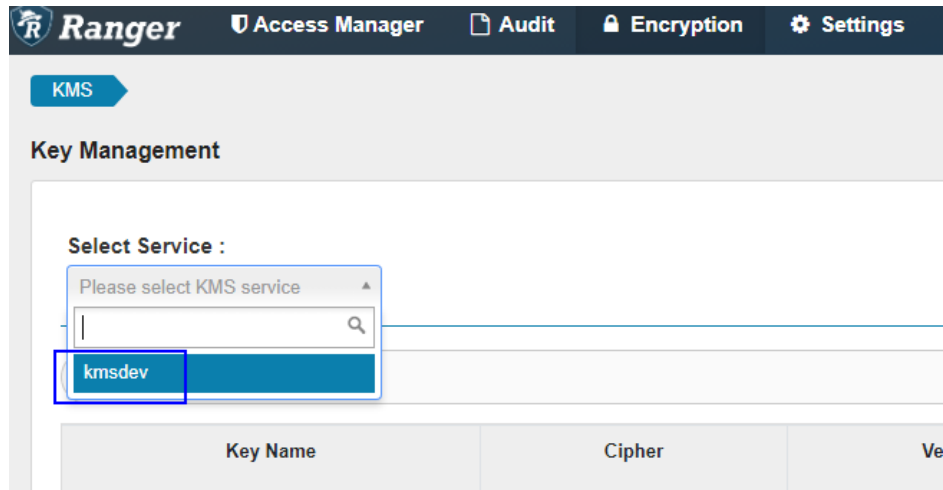 Ranger Access Manager Audit Encryption Settings
KMS
Key Management
Select Service :
Please select KMS service
kmsdev
Key Name Cipher Ve